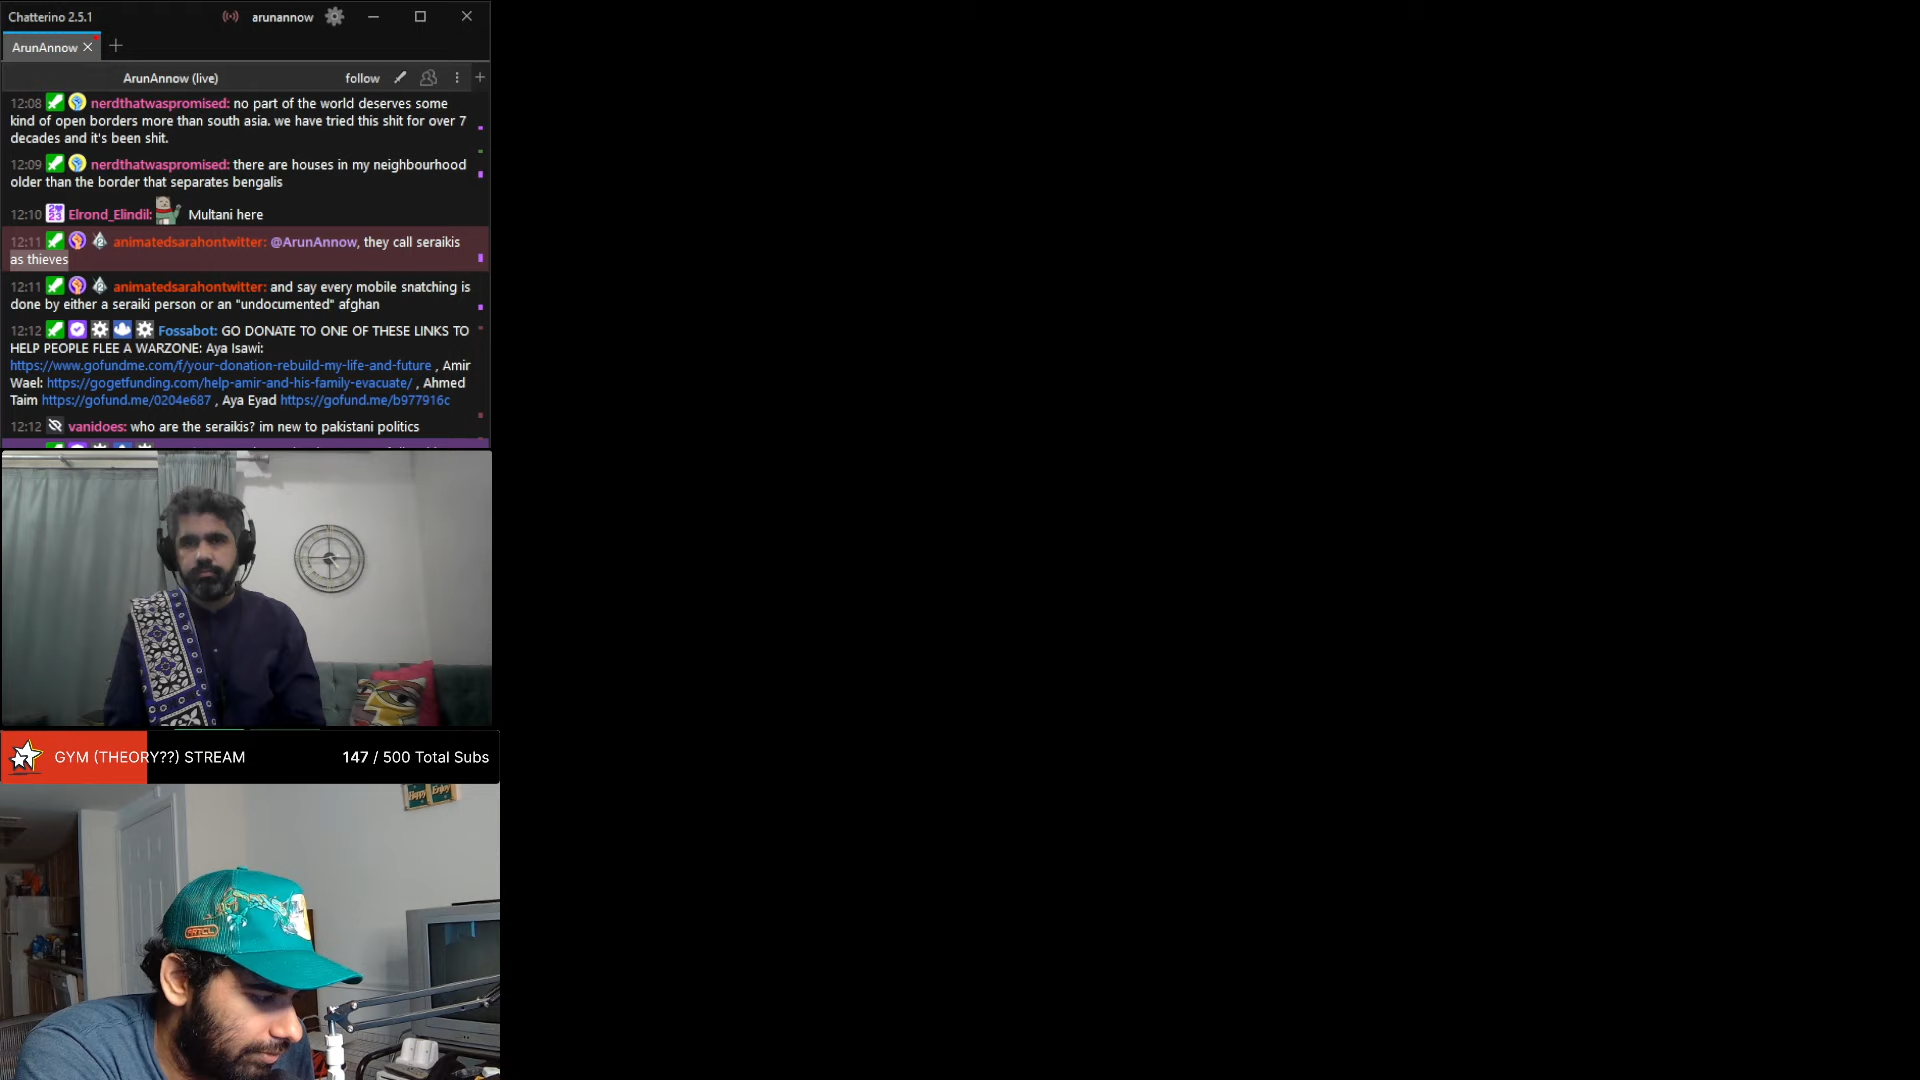 Chatterino 2.5.1
arunannow
ArunAnnow
ArunAnnow (live)
follow
12:08 nerdthatwaspromised: no part of the world deserves some
kind of open borders more than south asia. we have tried this shit for over 7
decades and it's been shit.
12:09 nerdthatwaspromised: there are houses in my neighbourhood
older than the border that separates bengalis
12:10 Elrond_Elindil: Multani here
12:11 animatedsarahontwitter: @ArunAnnow, they call seraikis
as thieves
12:11 animatedsarahontwitter: and say every mobile snatching is
done by either a seraiki person or an "undocumented" afghan
12:12 Fossabot: GO DONATE TO ONE OF THESE LINKS TO
HELP PEOPLE FLEE A WARZONE: Aya Isawi:
https://www.gofundme.com/f/your-donation-rebuild-my-life-and-future , Amir
Wael: https://gogetfunding.com/help-amir-and-his-family-evacuate/ , Ahmed
Taim https://gofund.me/0204e687 , Aya Eyad https://gofund.me/b977916c
12:12 vanidoes: who are the seraikis? im new to pakistani politics
GYM (THEORY??) STREAM
147 / 500 Total Subs
Happy Enjoy